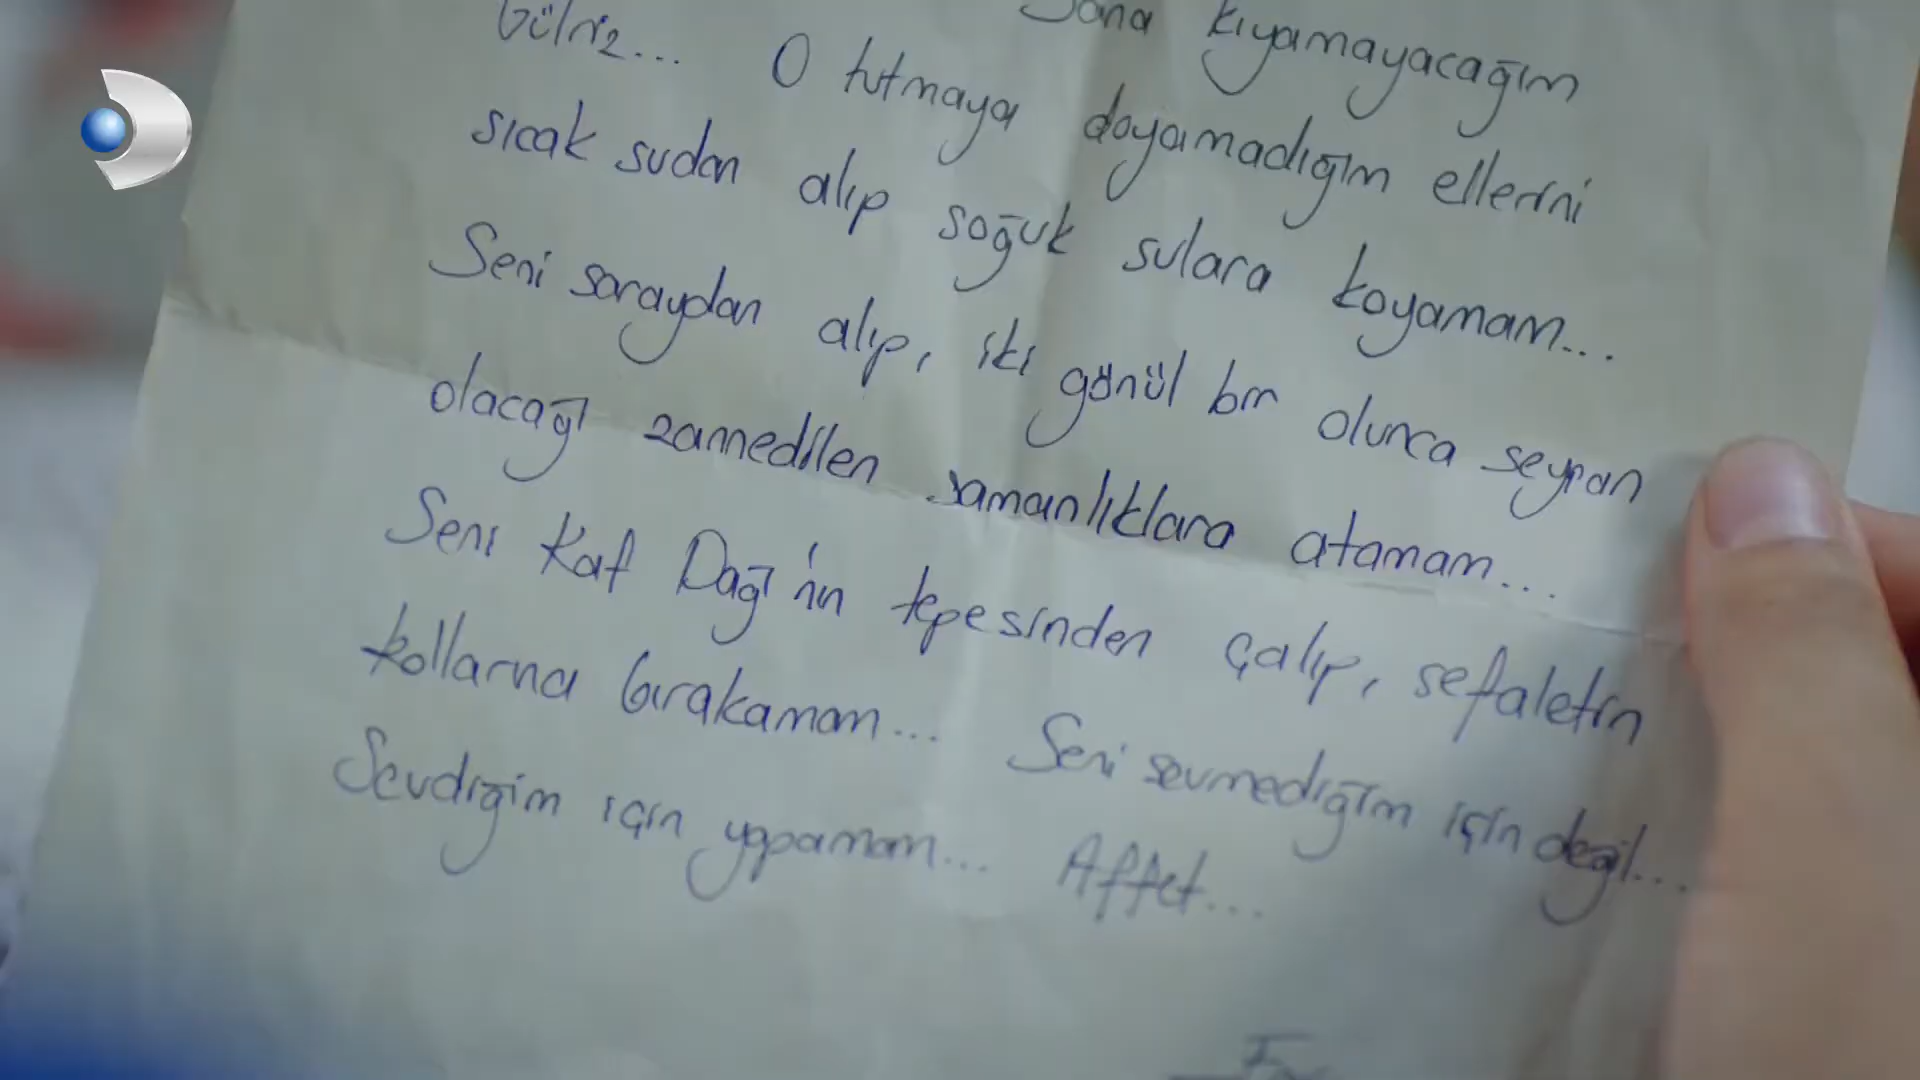 Sana kıyamayacağım
Gülriz... O tutmaya doyamadığım ellerini
sıcak sudan alıp soğuk sulara koyamam...
Seni saraydan alıp, iki gönül bir olunca seyran
olacağı zannedilen samanlıklara atamam...
Seni Kaf Dağı'nın tepesinden çalıp, sefaletin
kollarına bırakamam... Seni sevmediğim için değil...
Sevdiğim için yapamam... Affet...